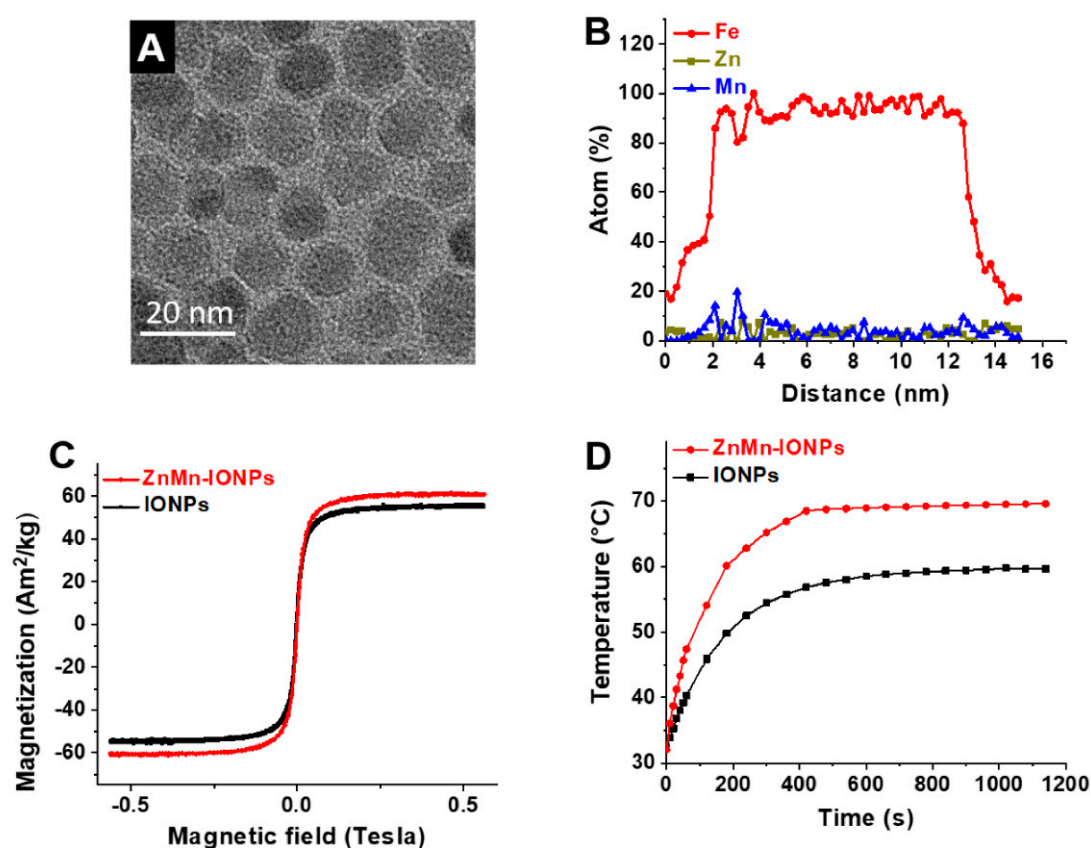 A
20 nm
B
Fe
Zn
Mn
120
100
80
60
40
20
0
Atom (%)
0 2 4 6 8 10 12 14 16
Distance (nm)
C
ZnMn-IONPs
IONPs
60
40
20
0
-20
-40
-60
Magnetization (Am²/kg)
-0.5 0.0 0.5
Magnetic field (Tesla)
D
ZnMn-IONPs
IONPs
80
70
60
50
40
30
Temperature (°C)
0 200 400 600 800 1000 1200
Time (s)